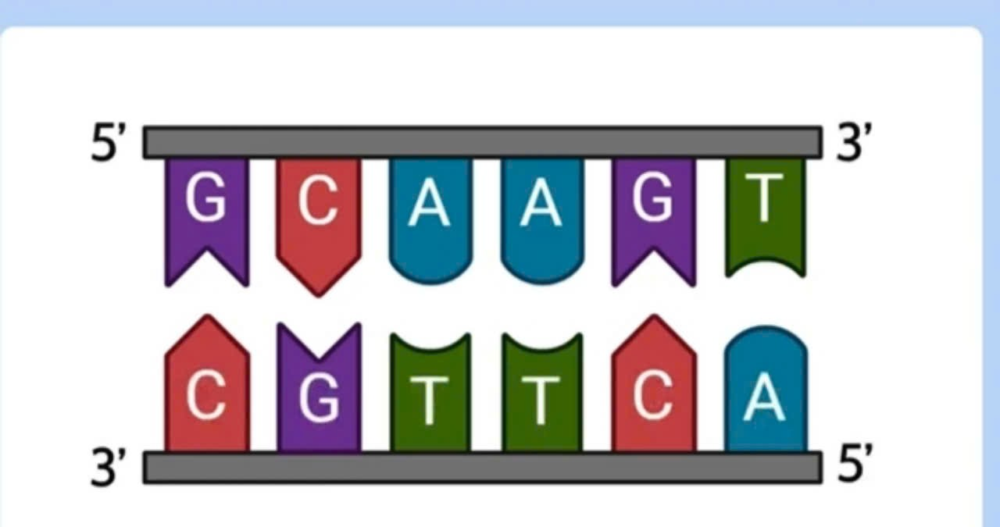 5’ 3’
G C A A G T
C G T T C A
3’ 5’